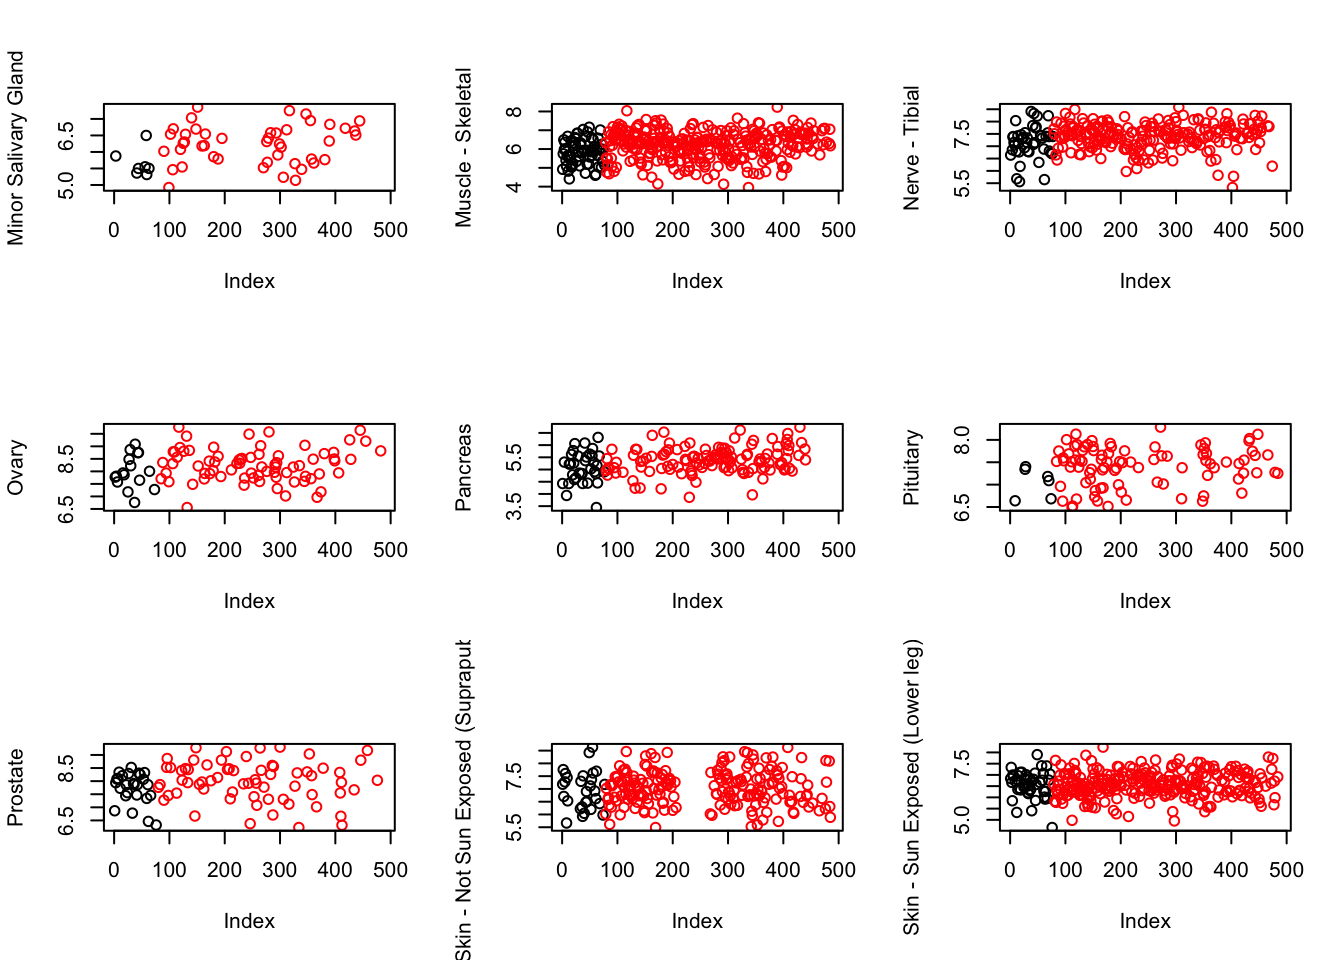 Minor Salivary Gland
5.0 6.5
0 100 200 300 400 500
Index
Muscle - Skeletal
4 6 8
0 100 200 300 400 500
Index
Nerve - Tibial
5.5 7.5
0 100 200 300 400 500
Index
Ovary
6.5 8.5
0 100 200 300 400 500
Index
Pancreas
3.5 5.5
0 100 200 300 400 500
Index
Pituitary
6.5 8.0
0 100 200 300 400 500
Index
Prostate
6.5 8.5
0 100 200 300 400 500
Index
Skin - Not Sun Exposed (Suprapub
5.5 7.5
0 100 200 300 400 500
Index
Skin - Sun Exposed (Lower leg)
5.0 7.5
0 100 200 300 400 500
Index